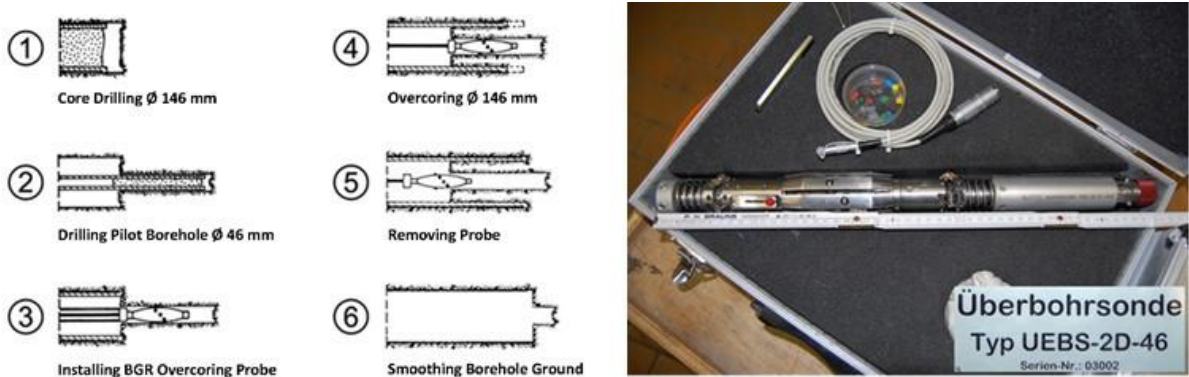 1
Core Drilling Ø 146 mm
2
Drilling Pilot Borehole Ø 46 mm
3
Installing BGR Overcoring Probe
4
Overcoring Ø 146 mm
5
Removing Probe
6
Smoothing Borehole Ground
Überbohrsonde
Typ UEBS-2D-46
Serien-Nr.: 03002